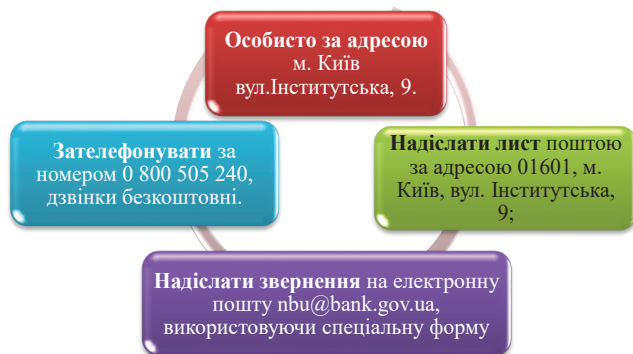 Особисто за адресою
м. Київ
вул.Інститутська, 9.
Надіслати лист поштою
за адресою 01601, м.
Київ, вул. Інститутська,
9;
Надіслати звернення на електронну
пошту nbu@bank.gov.ua,
використовуючи спеціальну форму
Зателефонувати за
номером 0 800 505 240,
дзвінки безкоштовні.